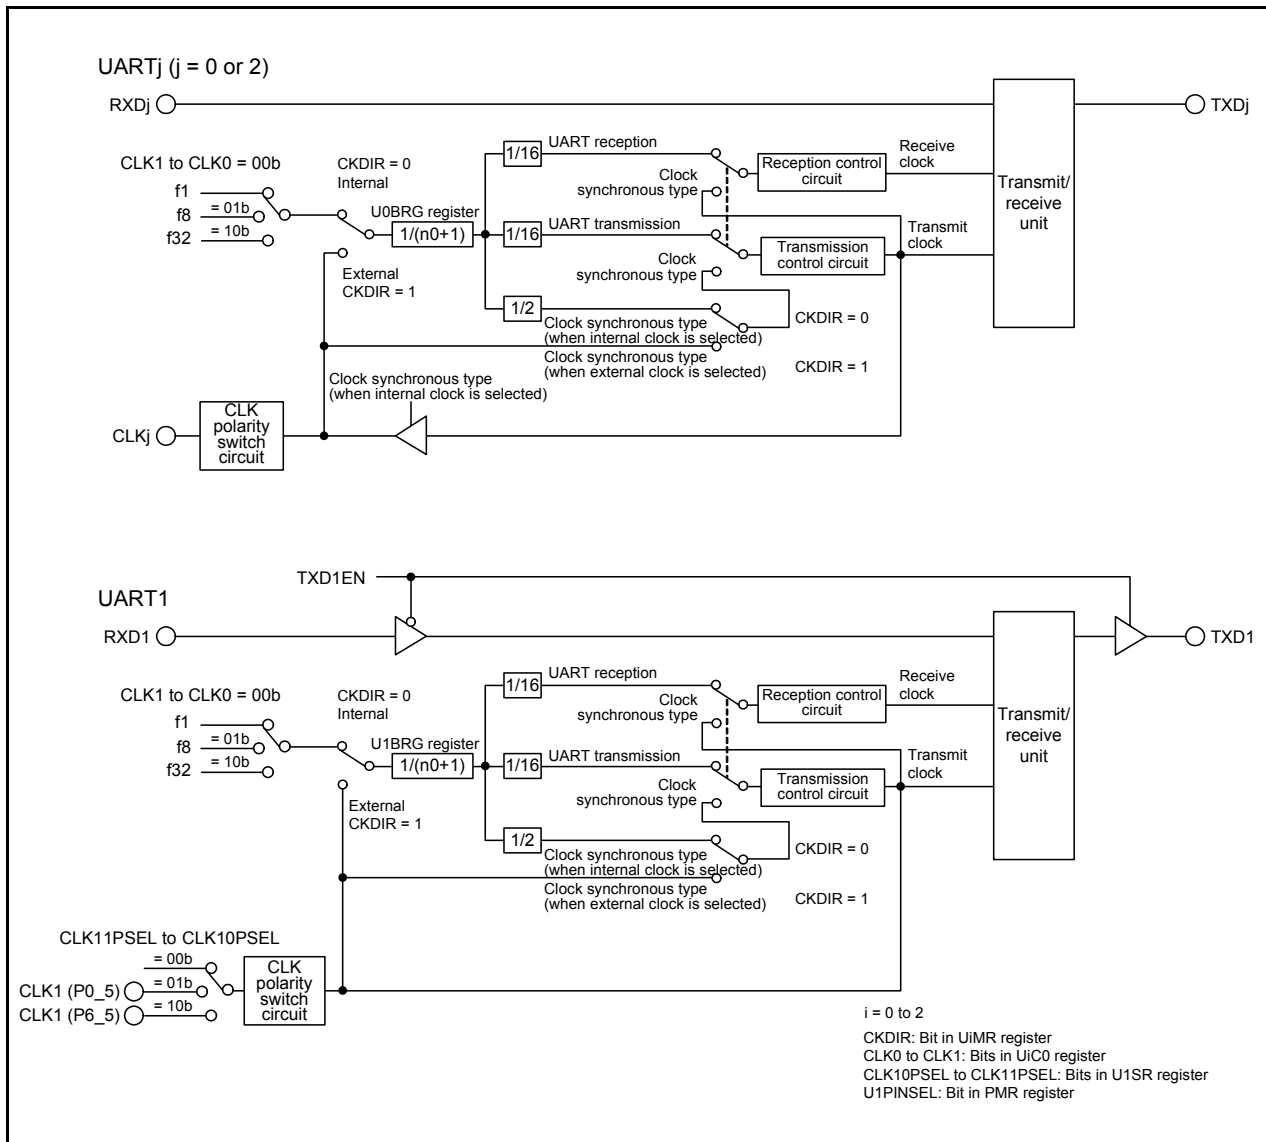 UARTj (j = 0 or 2)
RXDj
TXDj
CLK1 to CLK0 = 00b
f1
f8
= 01b
f32
= 10b
CKDIR = 0
Internal
U0BRG register
1/(n0+1)
External
CKDIR = 1
1/16
UART reception
Clock
synchronous type
1/16
UART transmission
Clock
synchronous type
1/2
Clock synchronous type
(when internal clock is selected)
Clock synchronous type
(when external clock is selected)
CKDIR = 0
CKDIR = 1
Reception control
circuit
Receive
clock
Transmission
control circuit
Transmit
clock
Transmit/
receive
unit
Clock synchronous type
(when internal clock is selected)
CLKj
CLK
polarity
switch
circuit
TXD1EN
UART1
RXD1
TXD1
CLK1 to CLK0 = 00b
f1
f8
= 01b
f32
= 10b
CKDIR = 0
Internal
U1BRG register
1/(n0+1)
External
CKDIR = 1
1/16
UART reception
Clock
synchronous type
1/16
UART transmission
Clock
synchronous type
1/2
Clock synchronous type
(when internal clock is selected)
Clock synchronous type
(when external clock is selected)
CKDIR = 0
CKDIR = 1
Reception control
circuit
Receive
clock
Transmission
control circuit
Transmit
clock
Transmit/
receive
unit
CLK11PSEL to CLK10PSEL
= 00b
CLK1 (P0_5)
= 01b
CLK1 (P6_5)
= 10b
CLK
polarity
switch
circuit
i = 0 to 2
CKDIR: Bit in UiMR register
CLK0 to CLK1: Bits in UiC0 register
CLK10PSEL to CLK11PSEL: Bits in U1SR register
U1PINSEL: Bit in PMR register